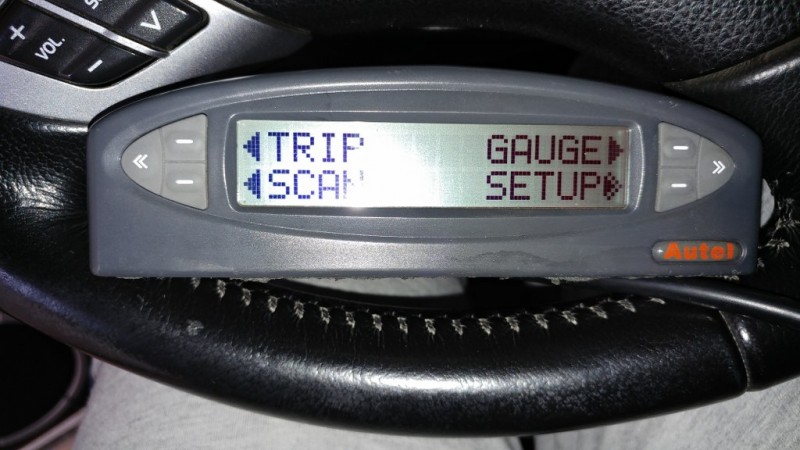 +
VOL.
−
TRIP GAUGE
SCAN SETUP
Autel